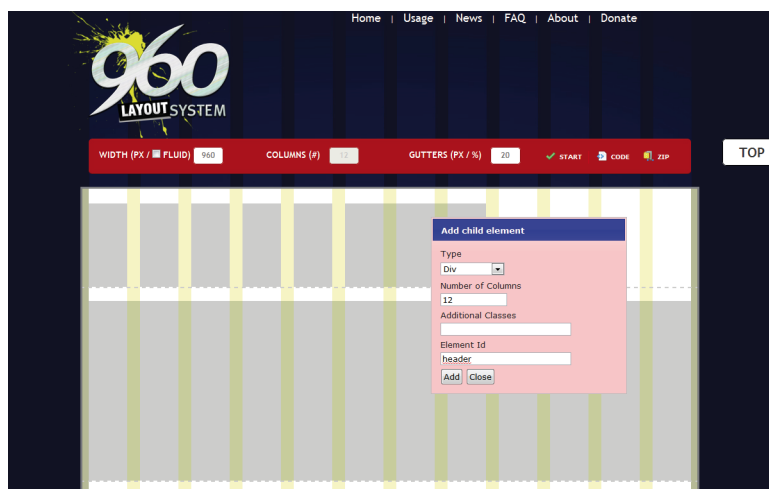 Home | Usage | News | FAQ | About | Donate
960
LAYOUT SYSTEM
WIDTH (PX / FLUID) 960 COLUMNS (#) 12 GUTTERS (PX / %) 20 START CODE ZIP
TOP
Add child element
Type
Div
Number of Columns
12
Additional Classes
Element Id
header
Add Close